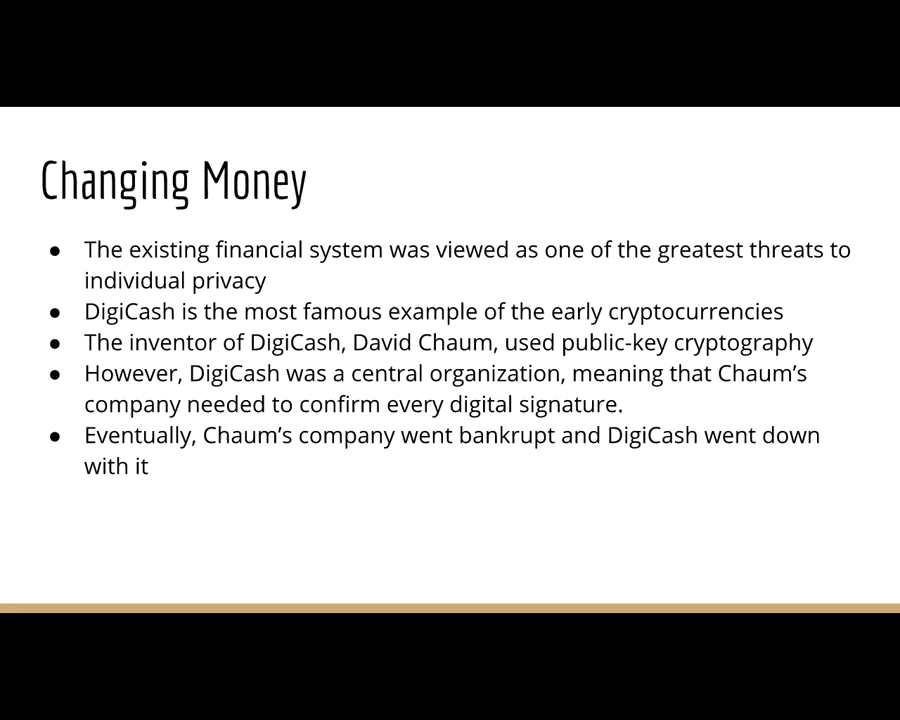 Changing Money
● The existing financial system was viewed as one of the greatest threats to
individual privacy
● DigiCash is the most famous example of the early cryptocurrencies
● The inventor of DigiCash, David Chaum, used public-key cryptography
● However, DigiCash was a central organization, meaning that Chaum’s
company needed to confirm every digital signature.
● Eventually, Chaum’s company went bankrupt and DigiCash went down
with it